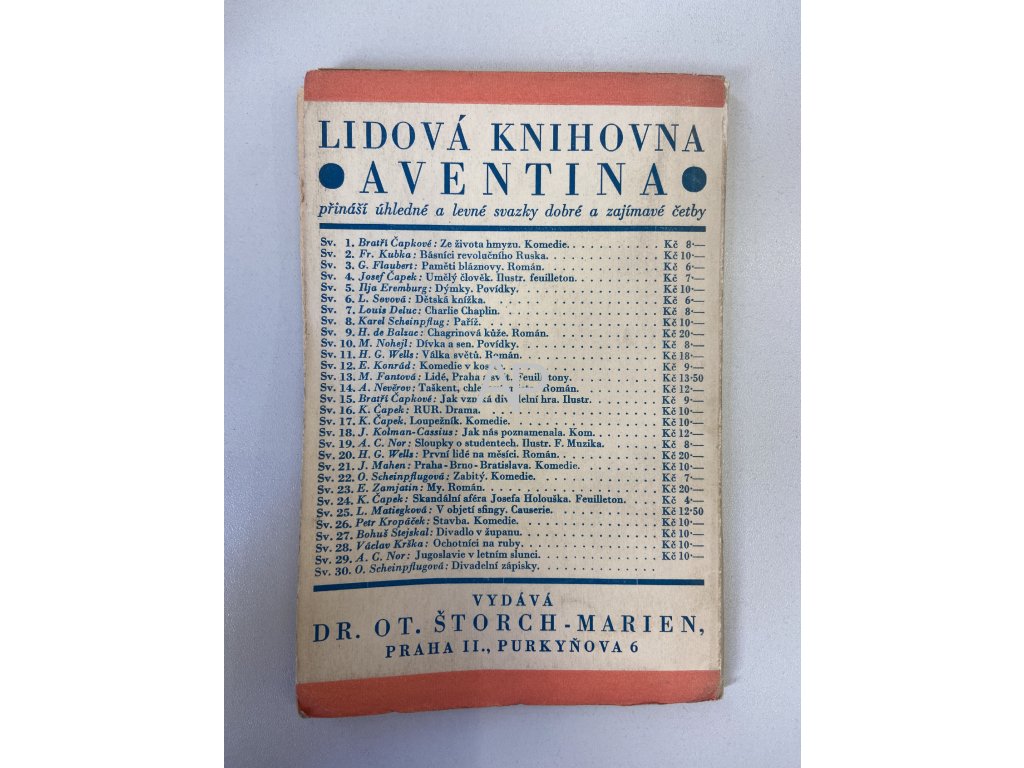 LIDOVÁ KNIHOVNA
● AVENTINA ●
přináší úhledné a levné svazky dobré a zajímavé četby
Sv. 1. Bratři Čapkové: Ze života hmyzu. Komedie. Kč 8·—
Sv. 2. Fr. Kubka: Básníci revolučního Ruska. Kč 10·—
Sv. 3. G. Flaubert: Paměti bláznovy. Román. Kč 6·—
Sv. 4. Josef Čapek: Umělý člověk. Ilustr. feuilleton. Kč 7·—
Sv. 5. Ilja Eremburg: Dýmky. Povídky. Kč 10·—
Sv. 6. L. Sovová: Dětská knížka. Kč 6·—
Sv. 7. Louis Deluc: Charlie Chaplin. Kč 8·—
Sv. 8. Karel Scheinpflug: Paříž. Kč 10·—
Sv. 9. H. de Balzac: Chagrinová kůže. Román. Kč 20·—
Sv. 10. M. Nohejl: Dívka a sen. Povídky. Kč 8·—
Sv. 11. H. G. Wells: Válka světů. Román. Kč 18·—
Sv. 12. E. Konrád: Komedie v Kč 9·—
Sv. 13. M. Fantová: Lidé, Praha a svět. Feuilletony. Kč 13·50
Sv. 14. A. Nevěrov: Taškent, Román. Kč 12·—
Sv. 15. Bratři Čapkové: Jak vzniká divadelní hra. Ilustr. Kč 9·—
Sv. 16. K. Čapek: RUR. Drama. Kč 10·—
Sv. 17. K. Čapek. Loupežník. Komedie. Kč 10·—
Sv. 18. J. Kolman-Cassius: Jak nás poznamenala. Kom. Kč 12·—
Sv. 19. A. C. Nor: Sloupky o studentech. Ilustr. F. Muzika. Kč 8·—
Sv. 20. H. G. Wells: První lidé na měsíci. Román. Kč 20·—
Sv. 21. J. Mahen: Praha-Brno-Bratislava. Komedie. Kč 10·—
Sv. 22. O. Scheinpflugová: Zabitý. Komedie. Kč 7·—
Sv. 23. E. Zamjatin: My. Román. Kč 20·—
Sv. 24. K. Čapek: Skandální aféra Josefa Holouška. Feuilleton. Kč 4·—
Sv. 25. L. Matiegková: V objetí sfingy. Causerie. Kč 12·50
Sv. 26. Petr Kropáček: Stavba. Komedie. Kč 10·—
Sv. 27. Bohuš Stejskal: Divadlo v županu. Kč 10·—
Sv. 28. Václav Krška: Ochotníci na ruby. Kč 10·—
Sv. 29. A. C. Nor: Jugoslavie v letním slunci. Kč 10·—
Sv. 30. O. Scheinpflugová: Divadelní zápisky.
VYDÁVÁ
DR. OT. ŠTORCH-MARIEN,
PRAHA II., PURKYŇOVA 6